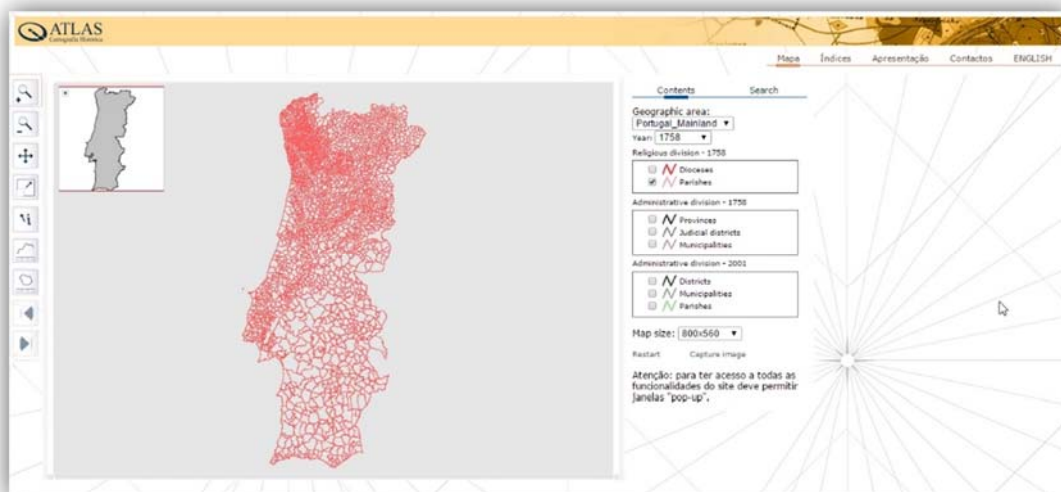 ATLAS
Cartografia Histórica
Mapa Índices Apresentação Contactos ENGLISH
Contents Search
Geographic area:
Portugal_Mainland
Year: 1758
Religious division - 1758
Dioceses
Parishes
Administrative division - 1758
Provinces
Judicial districts
Municipalities
Administrative division - 2001
Districts
Municipalities
Parishes
Map size: 800x560
Restart Capture image
Atenção: para ter acesso a todas as
funcionalidades do site deve permitir
janelas "pop-up".